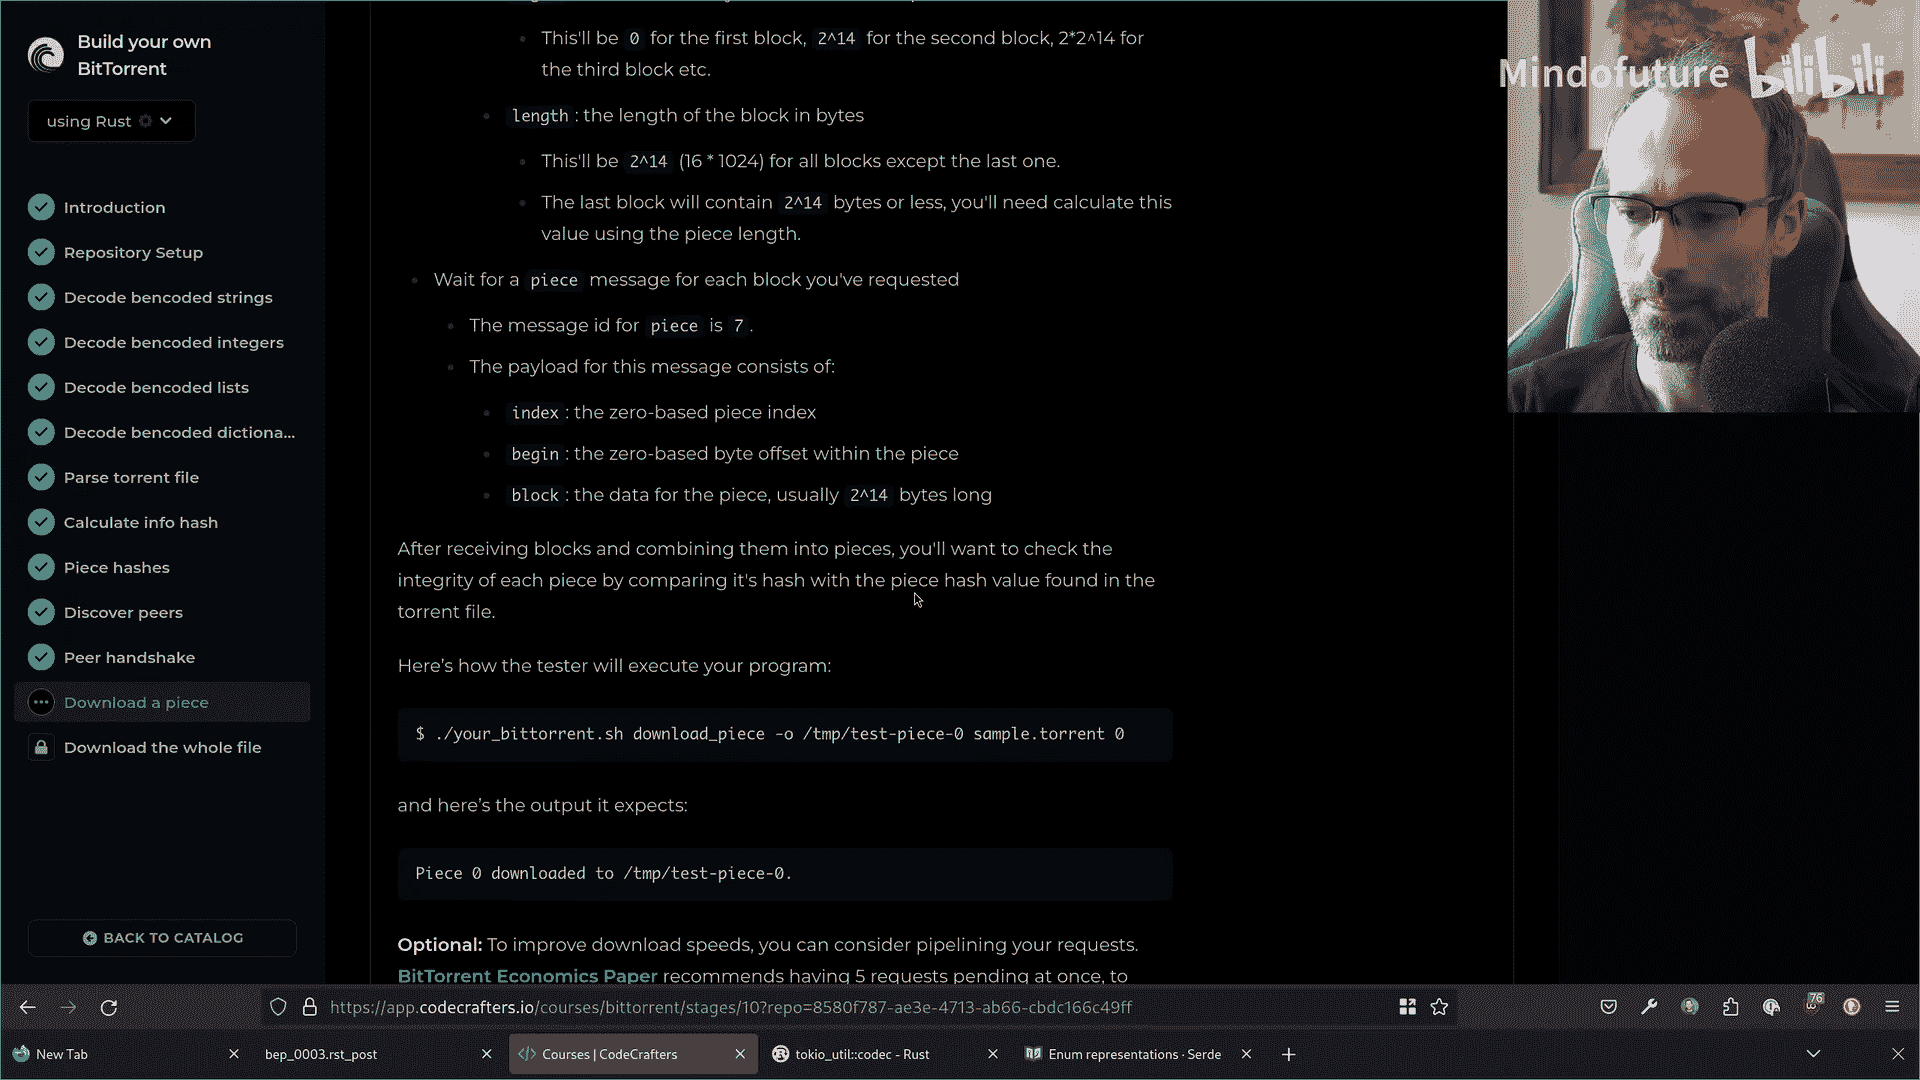 Build your own
BitTorrent
using Rust
Introduction
Repository Setup
Decode bencoded strings
Decode bencoded integers
Decode bencoded lists
Decode bencoded dictiona...
Parse torrent file
Calculate info hash
Piece hashes
Discover peers
Peer handshake
Download a piece
Download the whole file
BACK TO CATALOG
This'll be 0 for the first block, 2^14 for the second block, 2*2^14 for
the third block etc.
length : the length of the block in bytes
This'll be 2^14 (16 * 1024) for all blocks except the last one.
The last block will contain 2^14 bytes or less, you'll need calculate this
value using the piece length.
Wait for a piece message for each block you've requested
The message id for piece is 7.
The payload for this message consists of:
index : the zero-based piece index
begin : the zero-based byte offset within the piece
block : the data for the piece, usually 2^14 bytes long
After receiving blocks and combining them into pieces, you'll want to check the
integrity of each piece by comparing it's hash with the piece hash value found in the
torrent file.
Here's how the tester will execute your program:
$ ./your_bittorrent.sh download_piece -o /tmp/test-piece-0 sample.torrent 0
and here's the output it expects:
Piece 0 downloaded to /tmp/test-piece-0.
Optional: To improve download speeds, you can consider pipelining your requests.
BitTorrent Economics Paper recommends having 5 requests pending at once, to
Mindofuture bilibili
https://app.codecrafters.io/courses/bittorrent/stages/10?repo=8580f787-ae3e-4713-ab66-cbdc166c49ff
76
New Tab
bep_0003.rst_post
Courses | CodeCrafters
tokio_util::codec - Rust
Enum representations · Serde